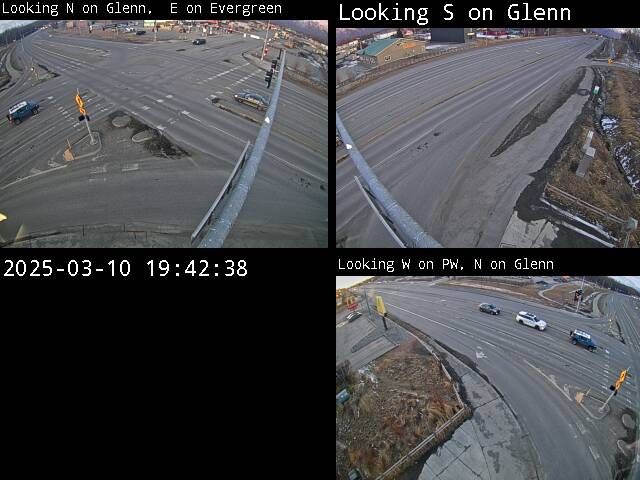 Looking N on Glenn,  E on Evergreen
Looking S on Glenn
2025-03-10 19:42:38
Looking W on PW, N on Glenn